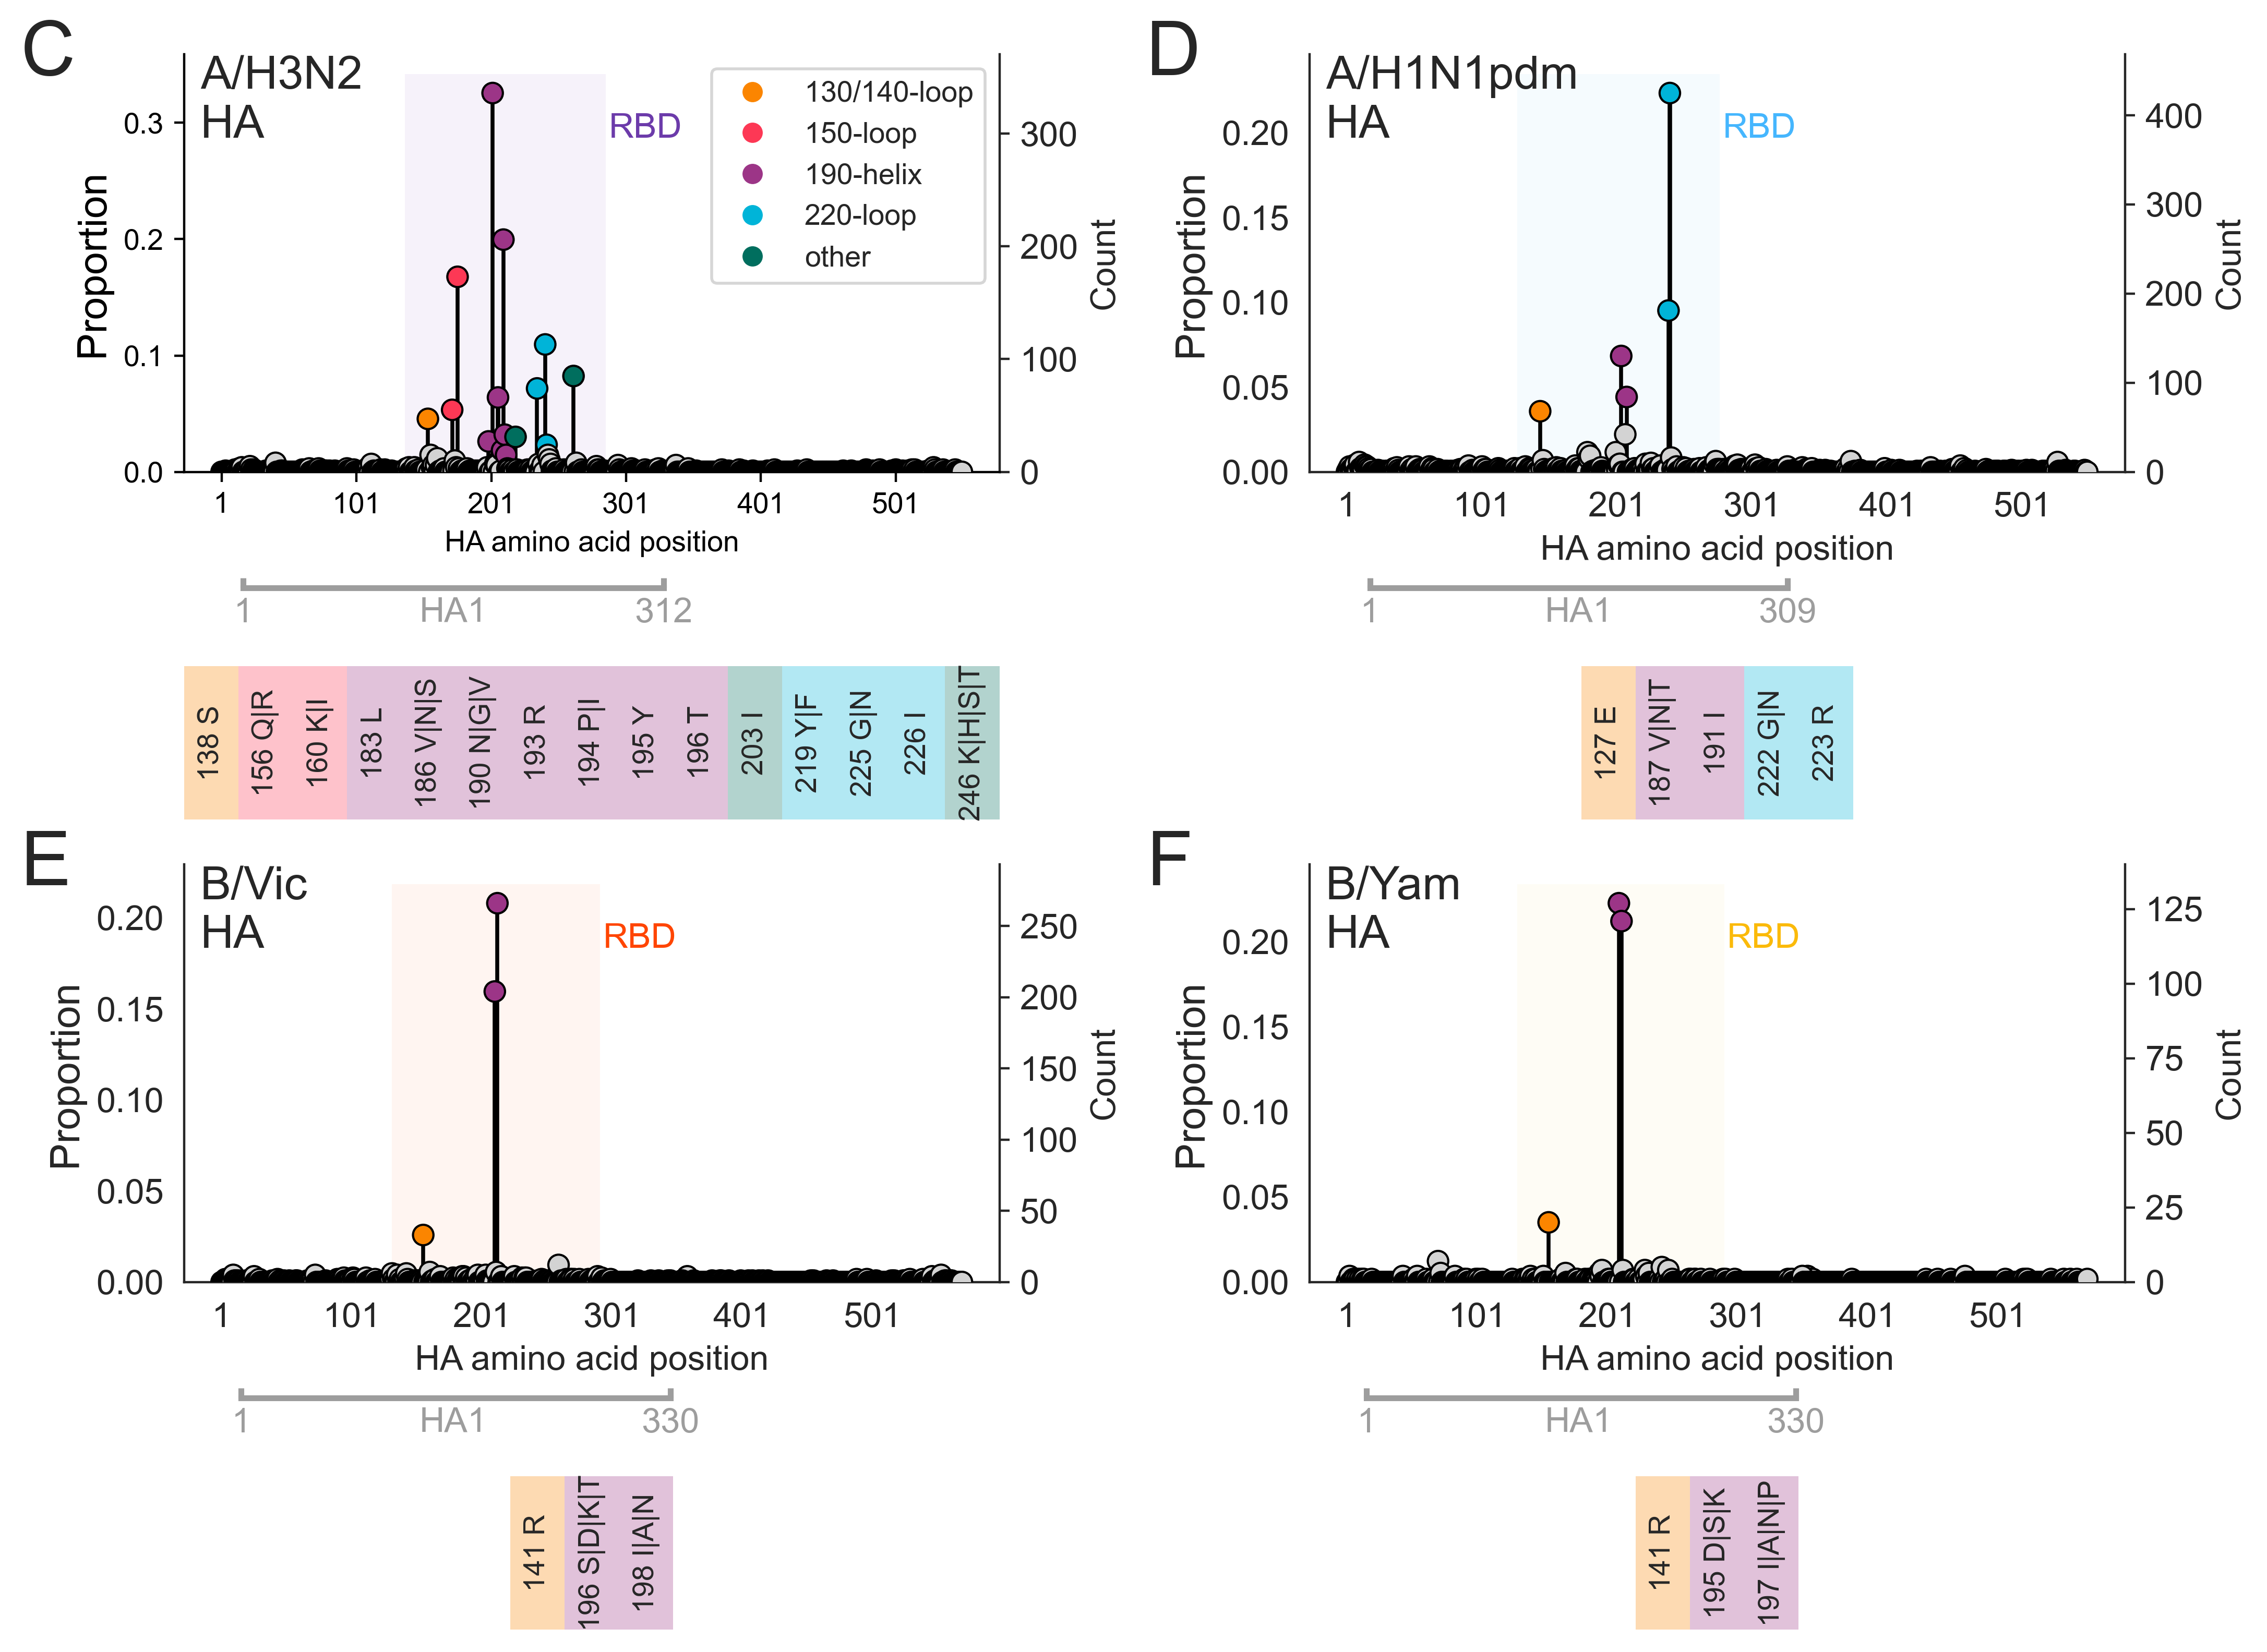 C
A/H3N2
HA
RBD
130/140-loop
150-loop
190-helix
220-loop
other
Proportion
0.3
0.2
0.1
0.0
300
200
100
0
Count
1 101 201 301 401 501
HA amino acid position
1 HA1 312
138 S
156 Q|R
160 K|I
183 L
186 V|N|S
190 N|G|V
193 R
194 P|I
195 Y
196 T
203 I
219 Y|F
225 G|N
226 I
246 K|H|S|T
D
A/H1N1pdm
HA
RBD
Proportion
0.20
0.15
0.10
0.05
0.00
400
300
200
100
0
Count
1 101 201 301 401 501
HA amino acid position
1 HA1 309
127 E
187 V|N|T
191 I
222 G|N
223 R
E
B/Vic
HA
RBD
Proportion
0.20
0.15
0.10
0.05
0.00
250
200
150
100
50
0
Count
1 101 201 301 401 501
HA amino acid position
1 HA1 330
141 R
196 S|D|K|T
198 I|A|N
F
B/Yam
HA
RBD
Proportion
0.20
0.15
0.10
0.05
0.00
125
100
75
50
25
0
Count
1 101 201 301 401 501
HA amino acid position
1 HA1 330
141 R
195 D|S|K
197 I|A|N|P